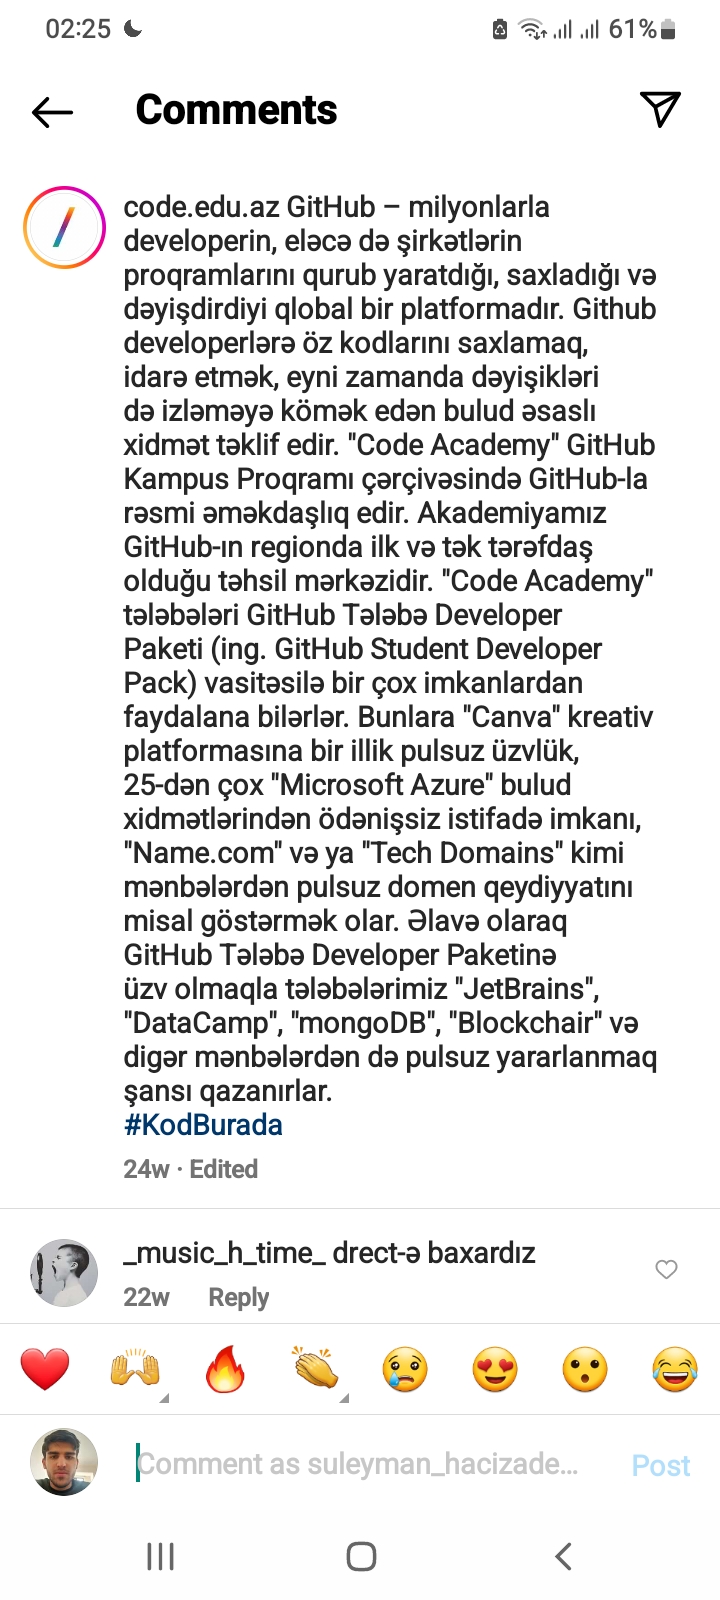 02:25
61%
Comments
code.edu.az GitHub – milyonlarla
developerin, eləcə də şirkətlərin
proqramlarını qurub yaratdığı, saxladığı və
dəyişdirdiyi qlobal bir platformadır. Github
developerlərə öz kodlarını saxlamaq,
idarə etmək, eyni zamanda dəyişikləri
də izləməyə kömək edən bulud əsaslı
xidmət təklif edir. "Code Academy" GitHub
Kampus Proqramı çərçivəsində GitHub-la
rəsmi əməkdaşlıq edir. Akademiyamız
GitHub-ın regionda ilk və tək tərəfdaş
olduğu təhsil mərkəzidir. "Code Academy"
tələbələri GitHub Tələbə Developer
Paketi (ing. GitHub Student Developer
Pack) vasitəsilə bir çox imkanlardan
faydalana bilərlər. Bunlara "Canva" kreativ
platformasına bir illik pulsuz üzvlük,
25-dən çox "Microsoft Azure" bulud
xidmətlərindən ödənişsiz istifadə imkanı,
"Name.com" və ya "Tech Domains" kimi
mənbələrdən pulsuz domen qeydiyyatını
misal göstərmək olar. Əlavə olaraq
GitHub Tələbə Developer Paketinə
üzv olmaqla tələbələrimiz "JetBrains",
"DataCamp", "mongoDB", "Blockchair" və
digər mənbələrdən də pulsuz yararlanmaq
şansı qazanırlar.
#KodBurada
24w · Edited
_music_h_time_ drect-ə baxardız
22w Reply
Comment as suleyman_hacizade... Post